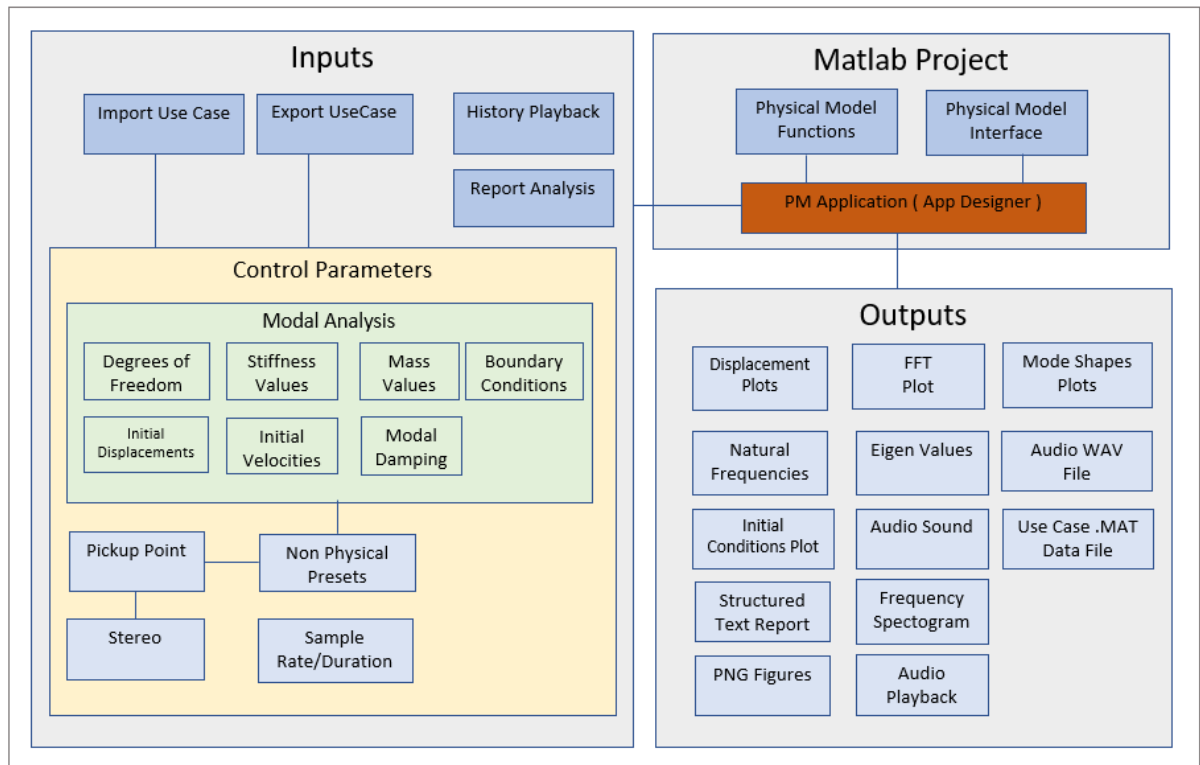 Inputs
Import Use Case
Export UseCase
History Playback
Report Analysis
Control Parameters
Modal Analysis
Degrees of
Freedom
Stiffness
Values
Mass
Values
Boundary
Conditions
Initial
Displacements
Initial
Velocities
Modal
Damping
Pickup Point
Non Physical
Presets
Stereo
Sample
Rate/Duration
Matlab Project
Physical Model
Functions
Physical Model
Interface
PM Application ( App Designer )
Outputs
Displacement
Plots
FFT
Plot
Mode Shapes
Plots
Natural
Frequencies
Eigen Values
Audio WAV
File
Initial
Conditions Plot
Audio Sound
Use Case .MAT
Data File
Structured
Text Report
Frequency
Spectogram
PNG Figures
Audio
Playback